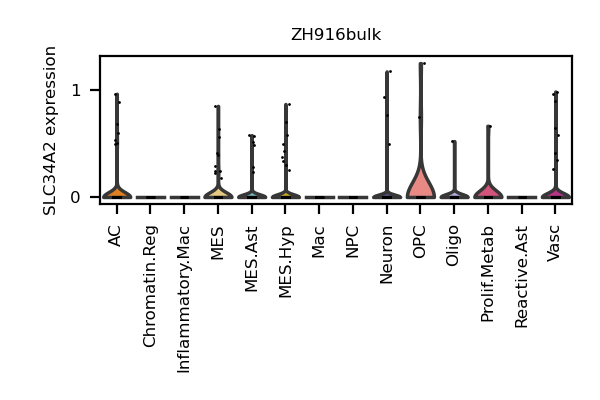 ZH916bulk
SLC34A2 expression
1
0
AC
Chromatin.Reg
Inflammatory.Mac
MES
MES.Ast
MES.Hyp
Mac
NPC
Neuron
OPC
Oligo
Prolif.Metab
Reactive.Ast
Vasc